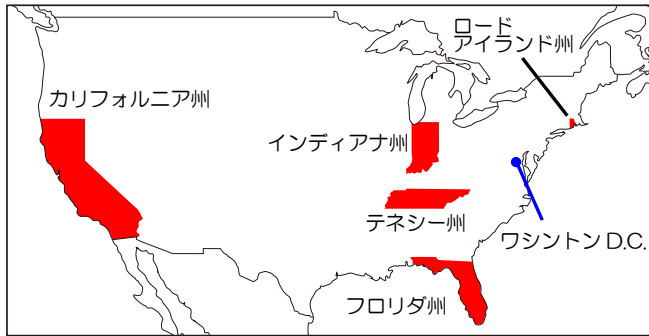 ロード
アイランド州
カリフォルニア州
インディアナ州
テネシー州
ワシントン D.C.
フロリダ州